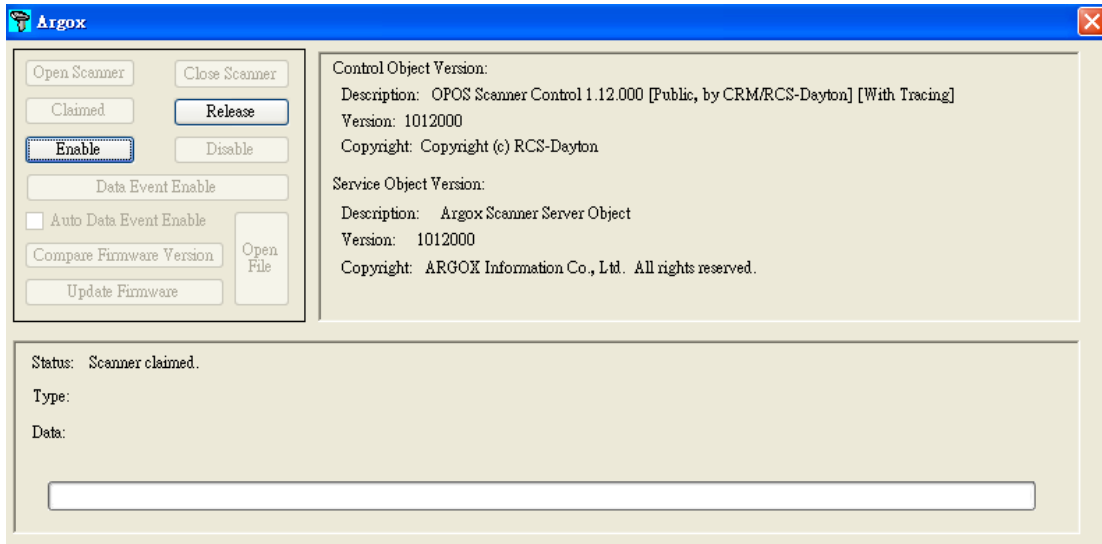 Argox
Open Scanner
Close Scanner
Claimed
Release
Enable
Disable
Data Event Enable
Auto Data Event Enable
Compare Firmware Version
Open
File
Update Firmware
Control Object Version:
Description: OPOS Scanner Control 1.12.000 [Public, by CRM/RCS-Dayton] [With Tracing]
Version: 1012000
Copyright: Copyright (c) RCS-Dayton
Service Object Version:
Description: Argox Scanner Server Object
Version: 1012000
Copyright: ARGOX Information Co., Ltd. All rights reserved.
Status: Scanner claimed.
Type:
Data: